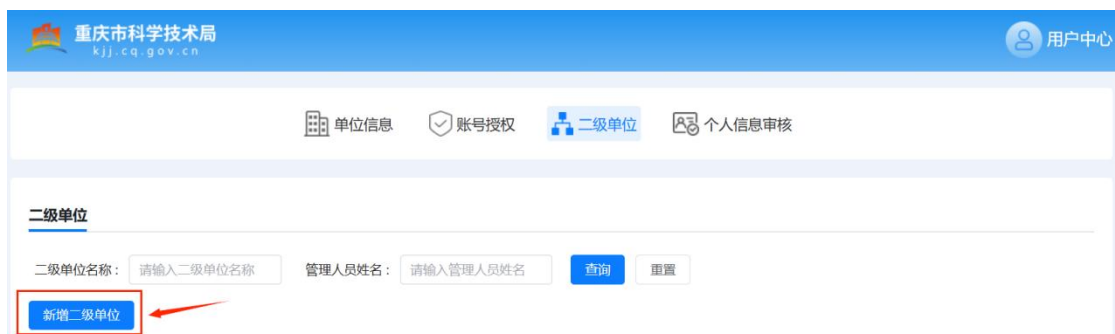 重庆市科学技术局
kjj.cq.gov.cn
用户中心
单位信息 账号授权 二级单位 个人信息审核
二级单位
二级单位名称： 请输入二级单位名称 管理人员姓名： 请输入管理人员姓名 查询 重置
新增二级单位